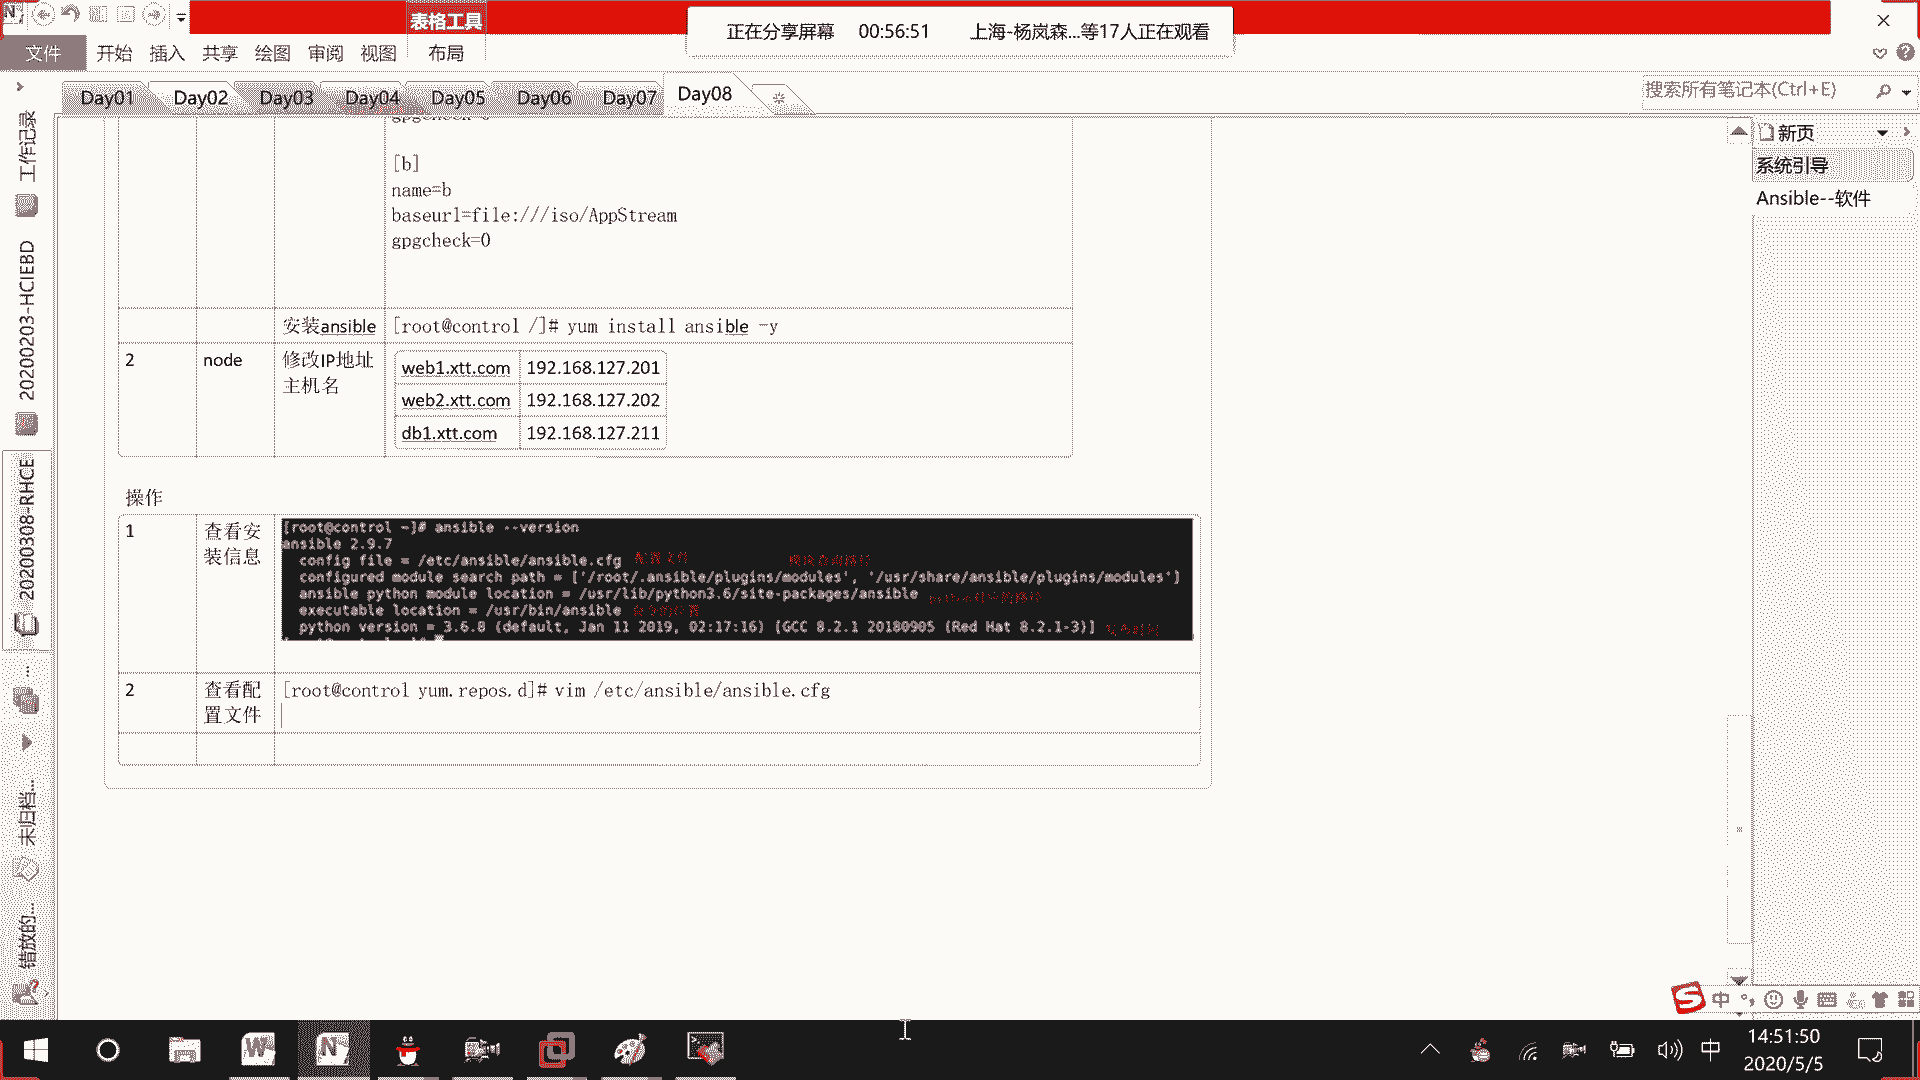 表格工具
正在分享屏幕 00:56:51 上海-杨岚森...等17人正在观看
文件 开始 插入 共享 绘图 审阅 视图 布局
Day01 Day02 Day03 Day04 Day05 Day06 Day07 Day08
搜索所有笔记本(Ctrl+E)
工作记录
20200203-HCIEBD
20200308-RHCE
未归档...
错放的...
新页
系统引导
Ansible--软件
[b]
name=b
baseurl=file:///iso/AppStream
gpgcheck=0
安装ansible [root@control /]# yum install ansible -y
2 node 修改IP地址
主机名
web1.xtt.com 192.168.127.201
web2.xtt.com 192.168.127.202
db1.xtt.com 192.168.127.211
操作
1 查看安
装信息
[root@control ~]# ansible --version
ansible 2.9.7
config file = /etc/ansible/ansible.cfg 配置文件
configured module search path = ['/root/.ansible/plugins/modules', '/usr/share/ansible/plugins/modules']
ansible python module location = /usr/lib/python3.6/site-packages/ansible
executable location = /usr/bin/ansible
python version = 3.6.8 (default, Jan 11 2019, 02:17:16) [GCC 8.2.1 20180905 (Red Hat 8.2.1-3)]
2 查看配
置文件
[root@control yum.repos.d]# vim /etc/ansible/ansible.cfg
中
中
14:51:50
2020/5/5